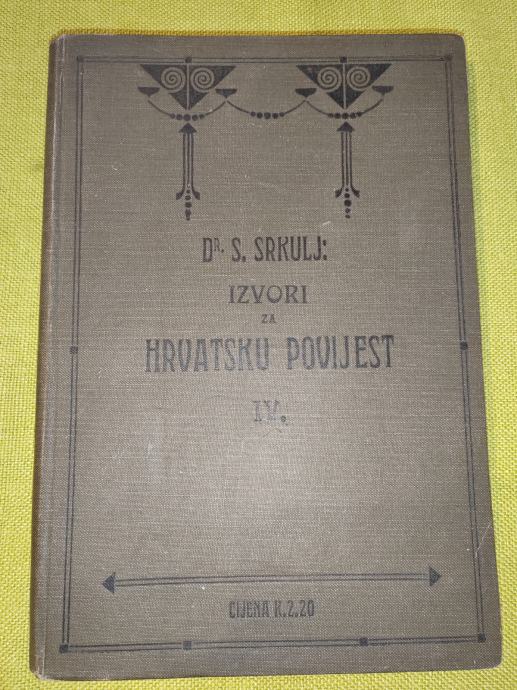 DR. S. SRKULJ:
IZVORI
ZA
HRVATSKU POVIJEST
IV.
CIJENA K.2.20